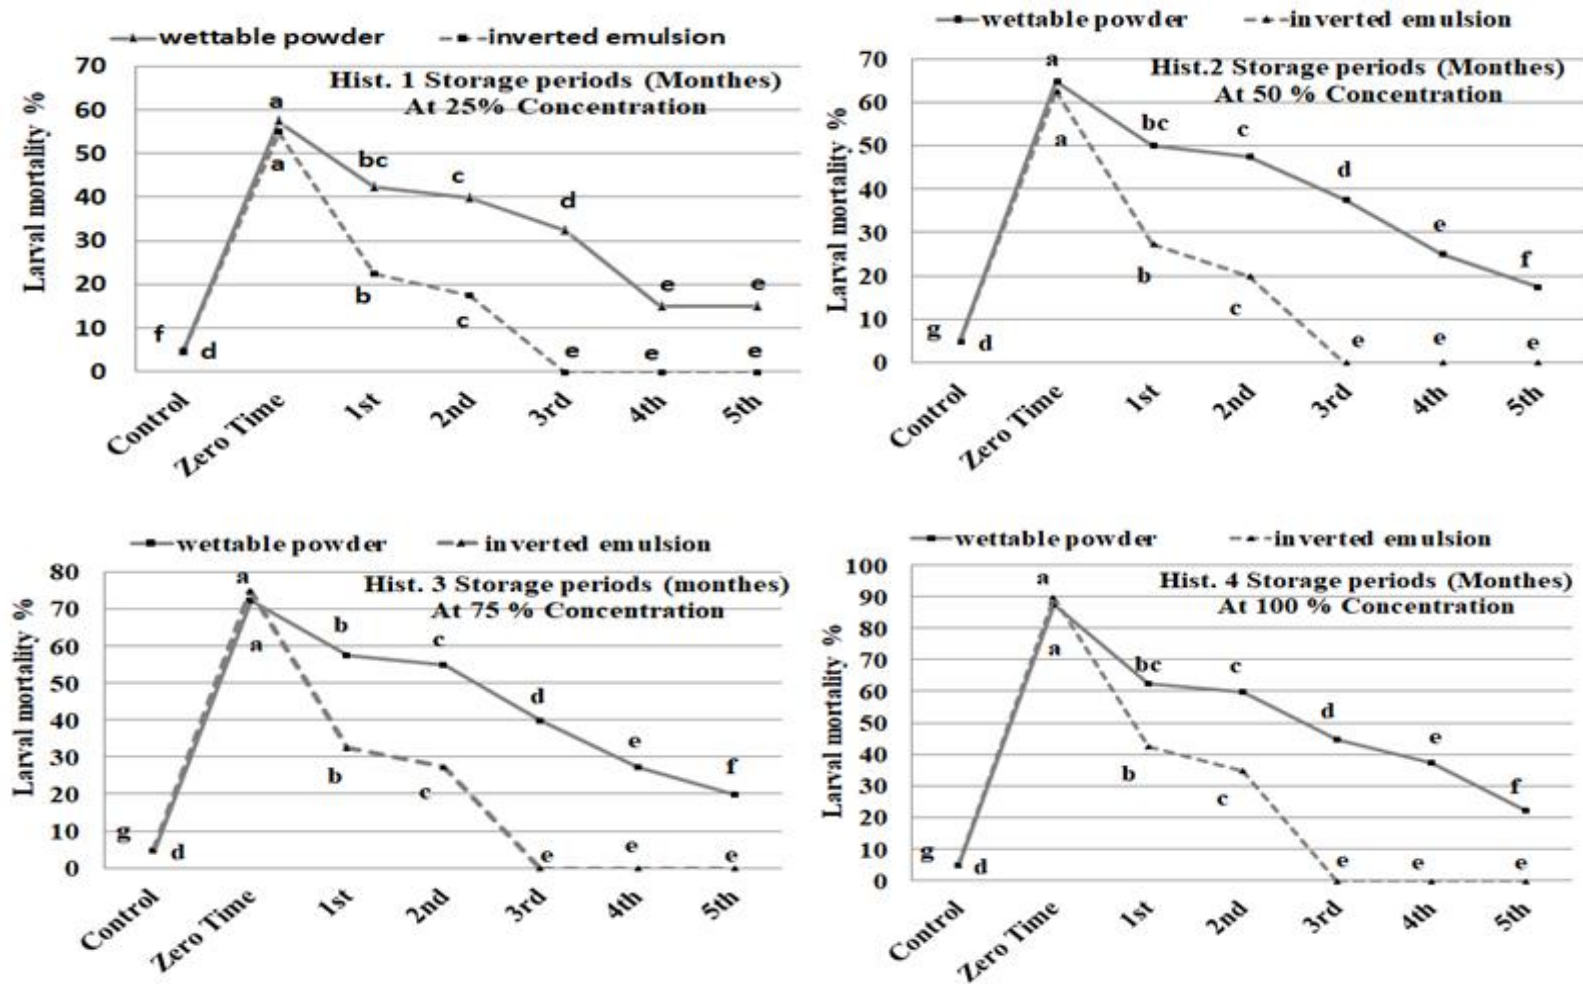 wettable powder inverted emulsion
Hist. 1 Storage periods (Monthes)
At 25% Concentration
Larval mortality %
70
60
50
40
30
20
10
0
a
a
bc
c
d
e
e
b
c
e
e
e
f
d
Control
Zero Time
1st
2nd
3rd
4th
5th
wettable powder inverted emulsion
Hist.2 Storage periods (Monthes)
At 50 % Concentration
Larval mortality %
70
60
50
40
30
20
10
0
a
a
bc
c
d
e
f
b
c
e
e
e
g
d
Control
Zero Time
1st
2nd
3rd
4th
5th
wettable powder inverted emulsion
Hist. 3 Storage periods (monthes)
At 75 % Concentration
Larval mortality %
80
70
60
50
40
30
20
10
0
a
a
b
c
d
e
f
b
c
e
e
e
g
d
Control
Zero Time
1st
2nd
3rd
4th
5th
wettable powder inverted emulsion
Hist. 4 Storage periods (Monthes)
At 100 % Concentration
Larval mortality %
100
90
80
70
60
50
40
30
20
10
0
a
a
bc
c
d
e
f
b
c
e
e
e
g
d
Control
Zero Time
1st
2nd
3rd
4th
5th